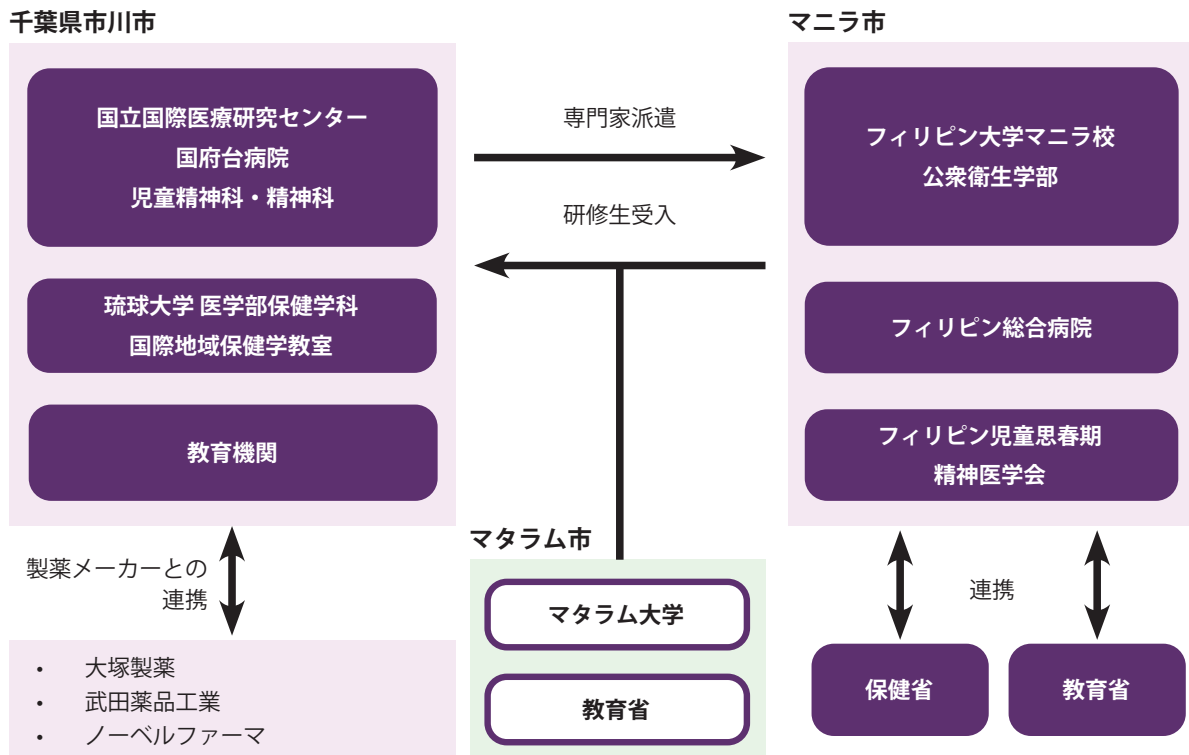 千葉県市川市
国立国際医療研究センター
国府台病院
児童精神科・精神科
琉球大学 医学部保健学科
国際地域保健学教室
教育機関
製薬メーカーとの
連携
• 大塚製薬
• 武田薬品工業
• ノーベルファーマ
専門家派遣
研修生受入
マタラム市
マタラム大学
教育省
マニラ市
フィリピン大学マニラ校
公衆衛生学部
フィリピン総合病院
フィリピン児童思春期
精神医学会
連携
保健省
教育省